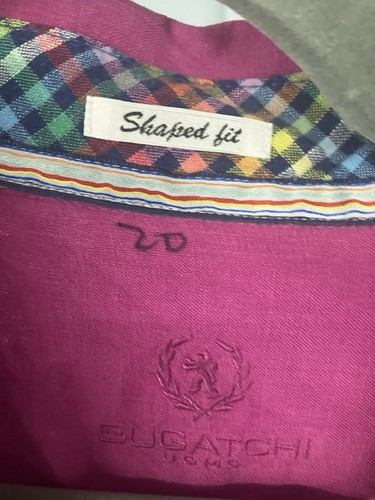 Shaped fit
20
BUGATCHI
UOMO